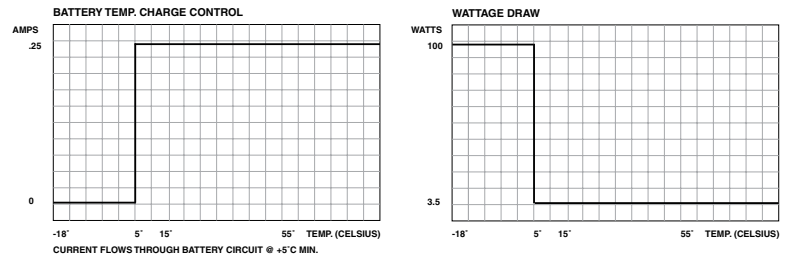 BATTERY TEMP. CHARGE CONTROL
AMPS
.25
0
-18˚ 5˚ 15˚ 55˚ TEMP. (CELSIUS)
CURRENT FLOWS THROUGH BATTERY CIRCUIT @ +5˚C MIN.
WATTAGE DRAW
WATTS
100
3.5
-18˚ 5˚ 15˚ 55˚ TEMP. (CELSIUS)